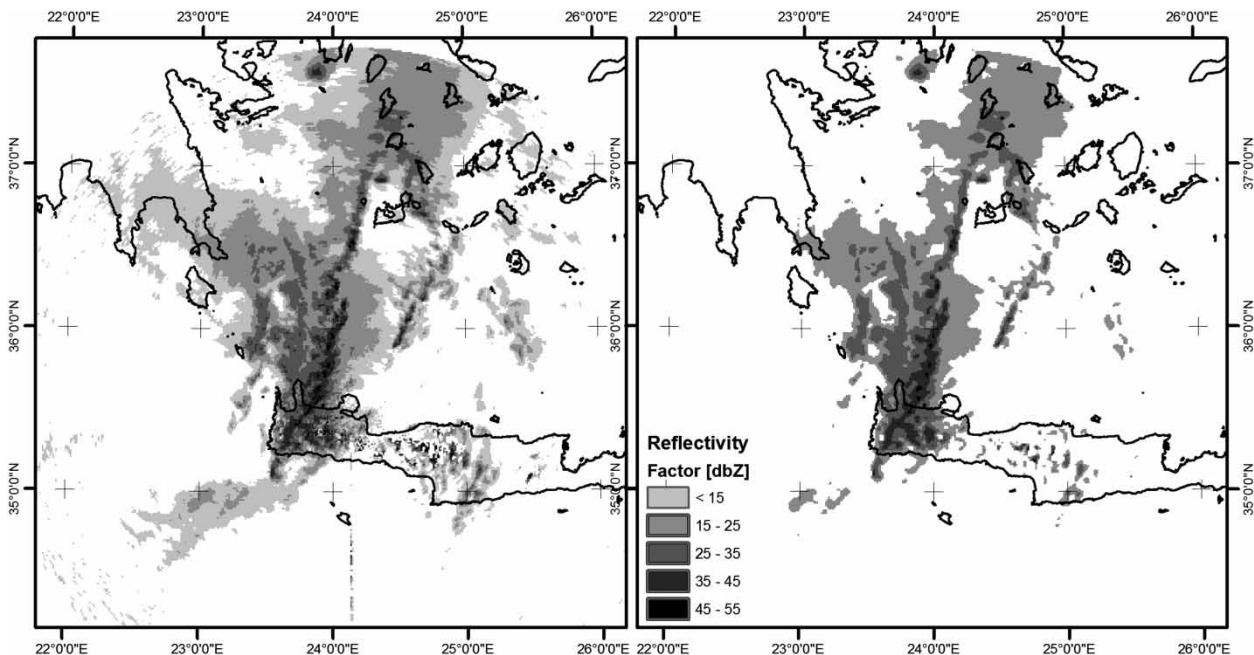 22°0'0"E 23°0'0"E 24°0'0"E 25°0'0"E 26°0'0"E 22°0'0"E 23°0'0"E 24°0'0"E 25°0'0"E 26°0'0"E
37°0'0"N
36°0'0"N
35°0'0"N
37°0'0"N
36°0'0"N
35°0'0"N
Reflectivity
Factor [dbZ]
< 15
15 - 25
25 - 35
35 - 45
45 - 55
22°0'0"E 23°0'0"E 24°0'0"E 25°0'0"E 26°0'0"E 23°0'0"E 24°0'0"E 25°0'0"E 26°0'0"E